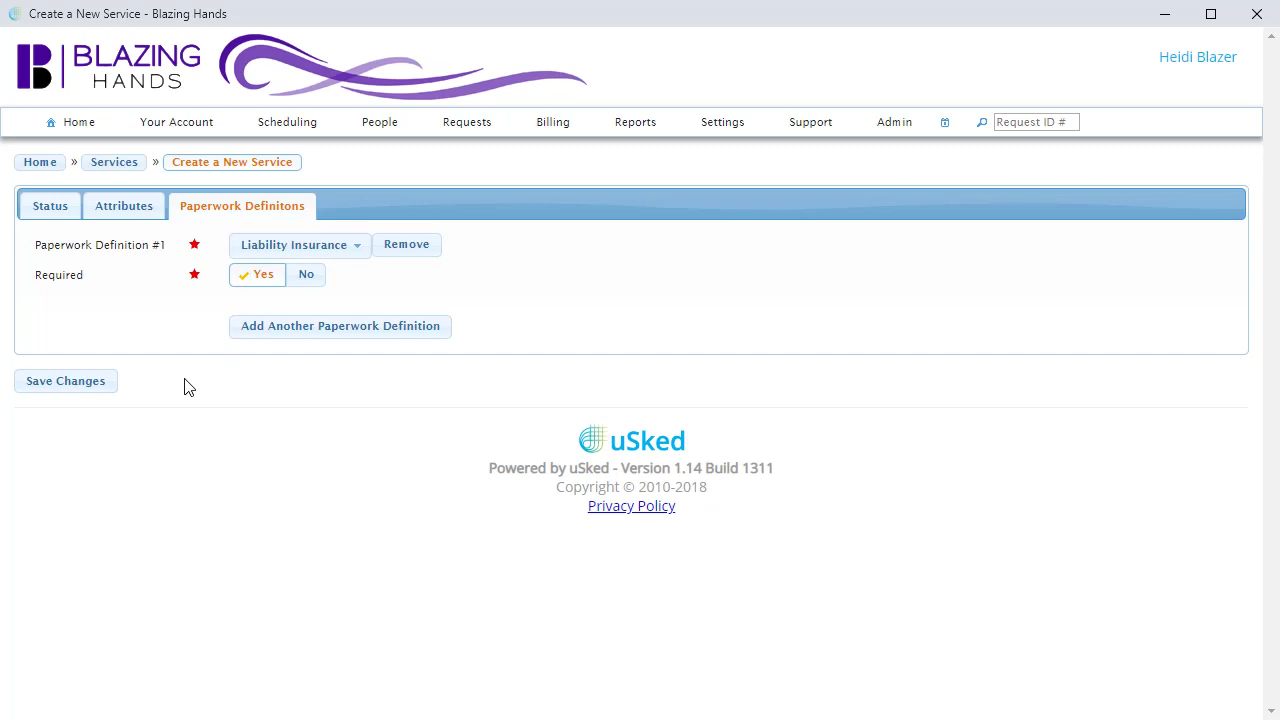 Create a New Service - Blazing Hands
BLAZING
HANDS
Heidi Blazer
Home Your Account Scheduling People Requests Billing Reports Settings Support Admin Request ID #
Home » Services » Create a New Service
Status Attributes Paperwork Definitons
Paperwork Definition #1 Liability Insurance Remove
Required Yes No
Add Another Paperwork Definition
Save Changes
uSked
Powered by uSked - Version 1.14 Build 1311
Copyright © 2010-2018
Privacy Policy